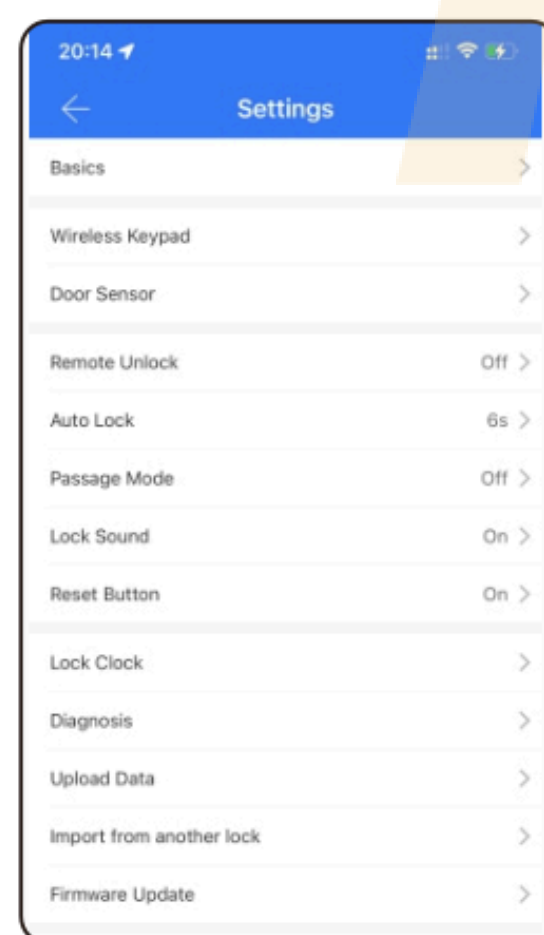 20:14
Settings
Basics
Wireless Keypad
Door Sensor
Remote Unlock Off
Auto Lock 6s
Passage Mode Off
Lock Sound On
Reset Button On
Lock Clock
Diagnosis
Upload Data
Import from another lock
Firmware Update